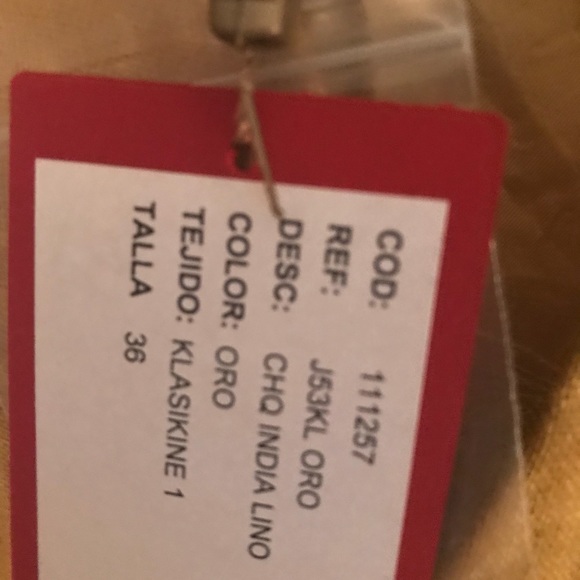 COD: 111257
REF: J53KL ORO
DESC: CHQ INDIA LINO
COLOR: ORO
TEJIDO: KLASIKINE 1
TALLA 36